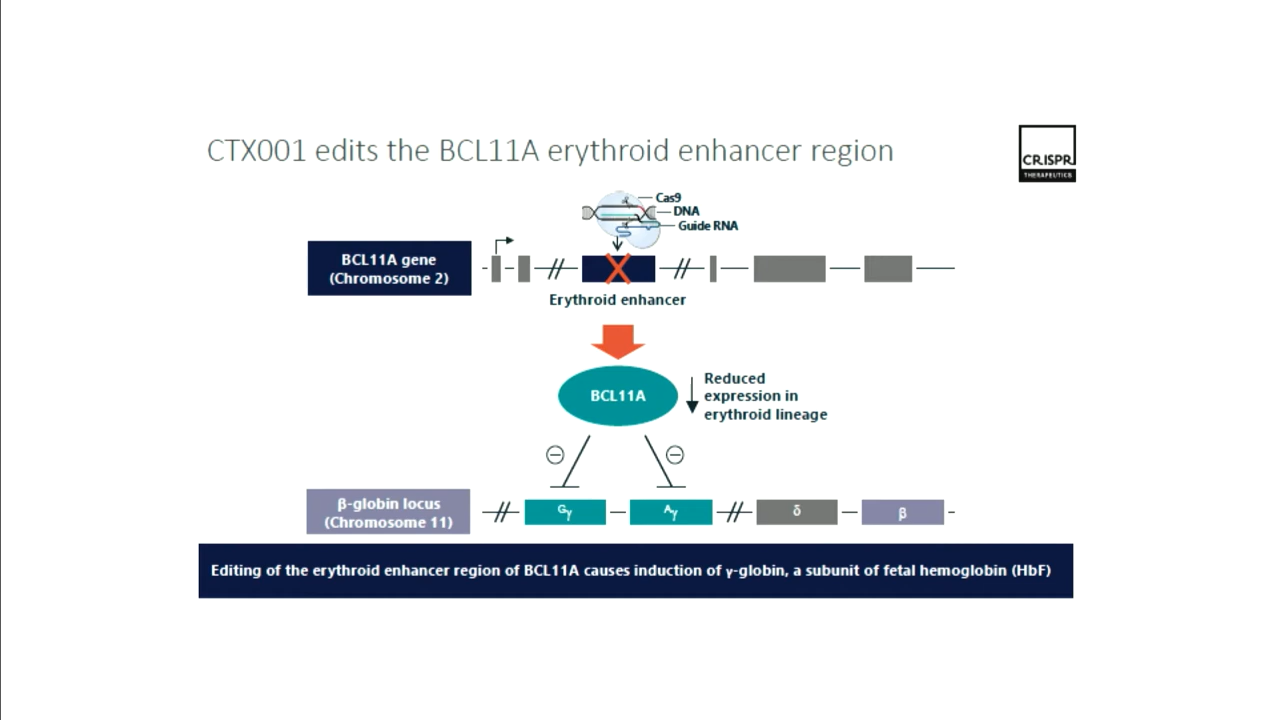 CTX001 edits the BCL11A erythroid enhancer region
CRISPR
THERAPEUTICS
Cas9
DNA
Guide RNA
BCL11A gene
(Chromosome 2)
Erythroid enhancer
BCL11A
Reduced
expression in
erythroid lineage
β-globin locus
(Chromosome 11)
Gγ
Aγ
δ
β
Editing of the erythroid enhancer region of BCL11A causes induction of γ-globin, a subunit of fetal hemoglobin (HbF)